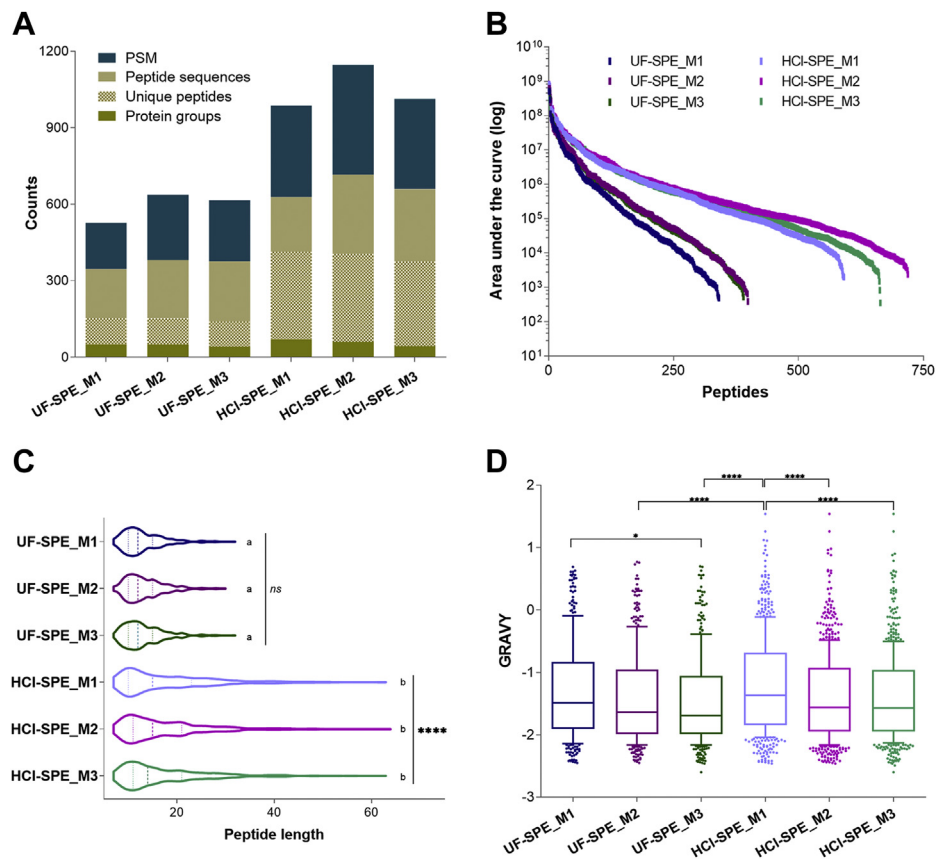 A
1200
900
600
300
0
Counts
PSM
Peptide sequences
Unique peptides
Protein groups
UF-SPE_M1
UF-SPE_M2
UF-SPE_M3
HCl-SPE_M1
HCl-SPE_M2
HCl-SPE_M3
B
10^10
10^9
10^8
10^7
10^6
10^5
10^4
10^3
10^2
10^1
Area under the curve (log)
UF-SPE_M1 HCl-SPE_M1
UF-SPE_M2 HCl-SPE_M2
UF-SPE_M3 HCl-SPE_M3
0 250 500 750
Peptides
C
UF-SPE_M1 a
UF-SPE_M2 a ns
UF-SPE_M3 a
HCl-SPE_M1 b
HCl-SPE_M2 b ****
HCl-SPE_M3 b
20 40 60
Peptide length
D
**** ****
**** ****
*
2
1
0
-1
-2
-3
GRAVY
UF-SPE_M1
UF-SPE_M2
UF-SPE_M3
HCl-SPE_M1
HCl-SPE_M2
HCl-SPE_M3